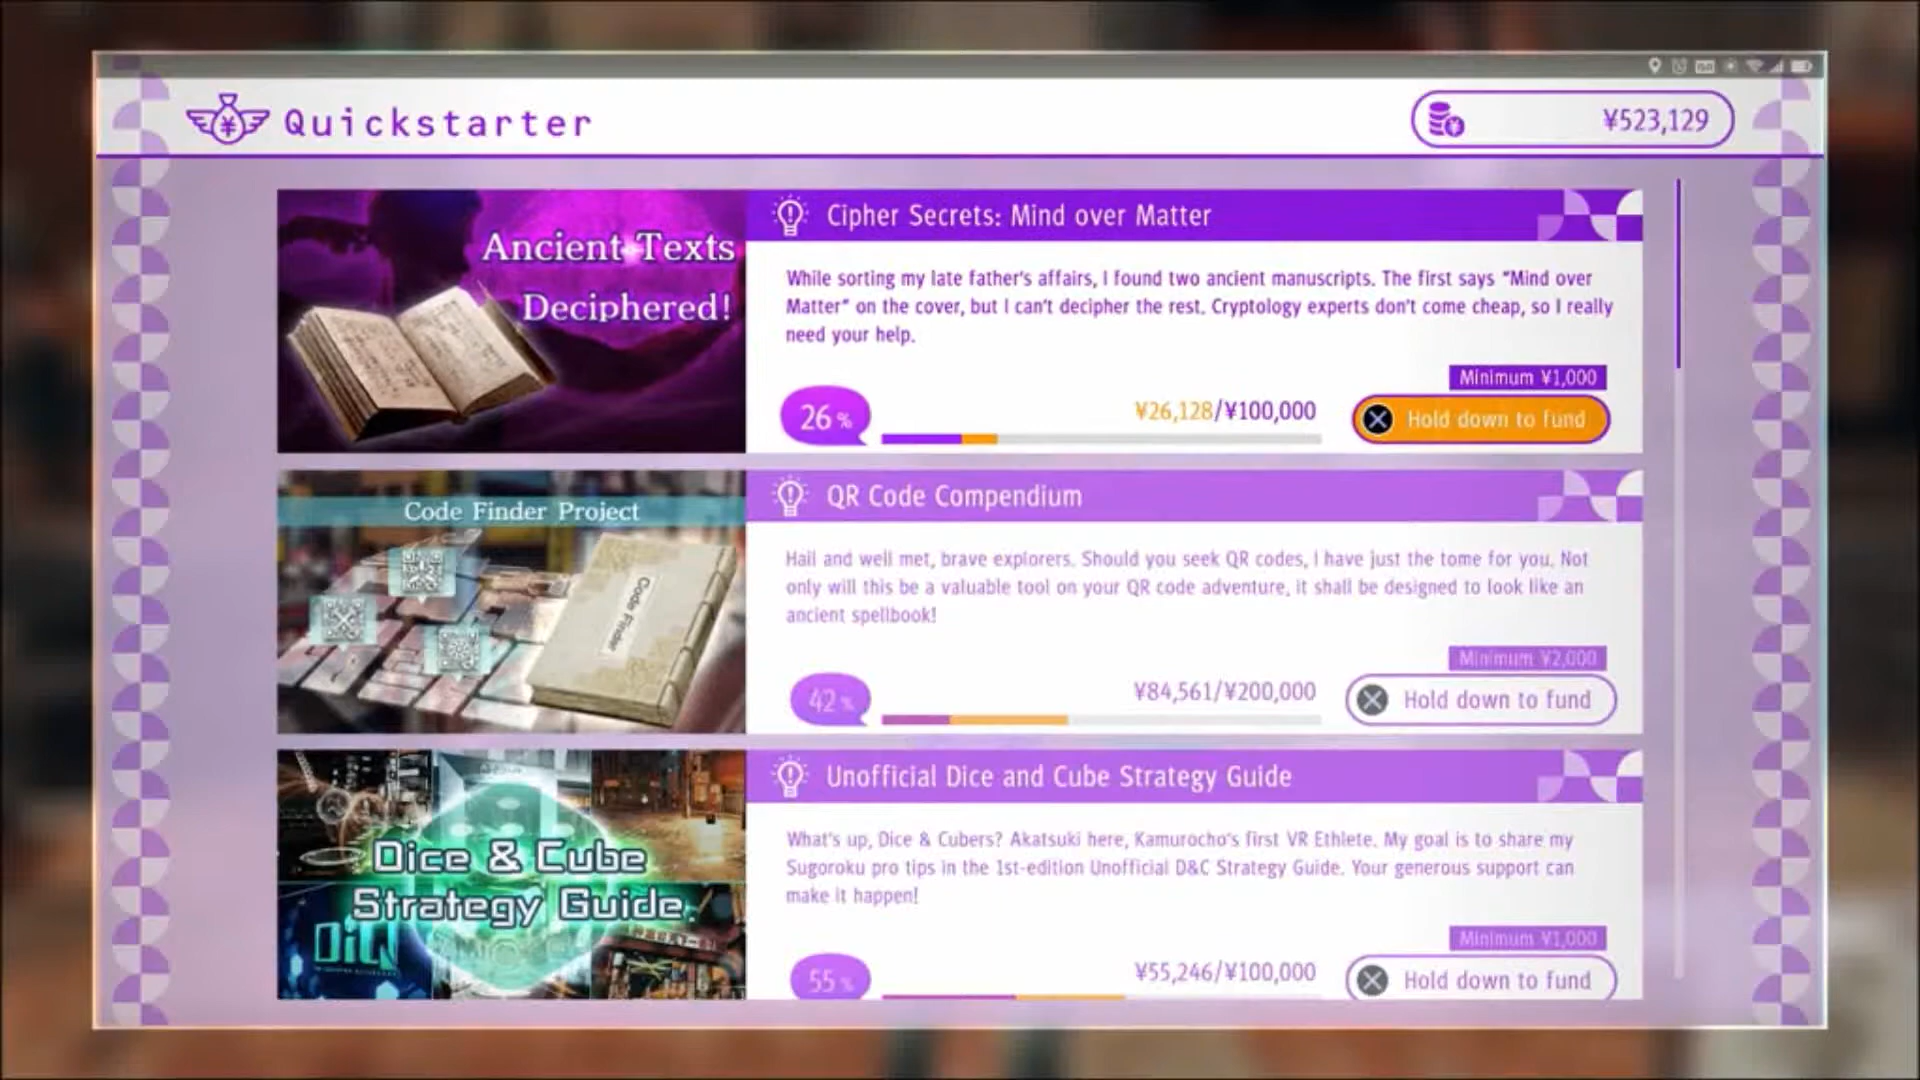 Quickstarter
¥523,129
Ancient Texts
Deciphered!
Cipher Secrets: Mind over Matter
While sorting my late father's affairs, I found two ancient manuscripts. The first says "Mind over
Matter" on the cover, but I can't decipher the rest. Cryptology experts don't come cheap, so I really
need your help.
Minimum ¥1,000
26 %
¥26,128/¥100,000
Hold down to fund
Code Finder Project
Code Finder
QR Code Compendium
Hail and well met, brave explorers. Should you seek QR codes, I have just the tome for you. Not
only will this be a valuable tool on your QR code adventure, it shall be designed to look like an
ancient spellbook!
Minimum ¥2,000
42 %
¥84,561/¥200,000
Hold down to fund
Dice & Cube
Strategy Guide
Unofficial Dice and Cube Strategy Guide
What's up, Dice & Cubers? Akatsuki here, Kamurocho's first VR Ethlete. My goal is to share my
Sugoroku pro tips in the 1st-edition Unofficial D&C Strategy Guide. Your generous support can
make it happen!
Minimum ¥1,000
55 %
¥55,246/¥100,000
Hold down to fund